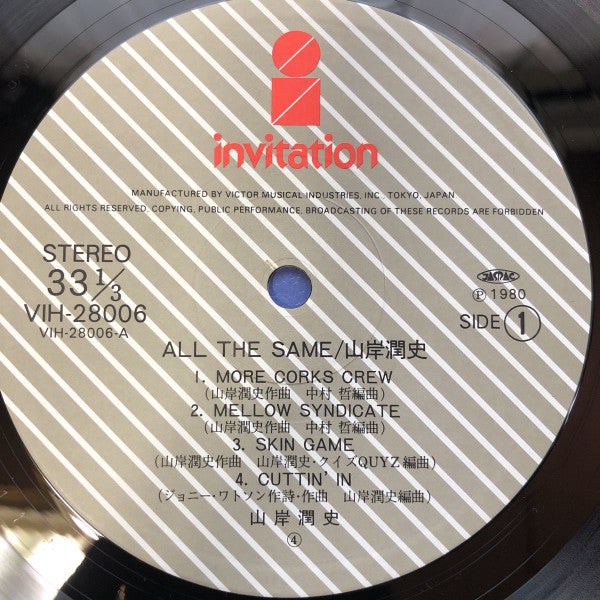 invitation
MANUFACTURED BY VICTOR MUSICAL INDUSTRIES, INC., TOKYO, JAPAN
ALL RIGHTS RESERVED, COPYING, PUBLIC PERFORMANCE, BROADCASTING OF THESE RECORDS ARE FORBIDDEN
STEREO
33 1/3
VIH-28006
VIH-28006-A
JASRAC
Ⓟ 1980
SIDE 1
ALL THE SAME/山岸潤史
1. MORE CORKS CREW
(山岸潤史作曲 中村 哲編曲)
2. MELLOW SYNDICATE
(山岸潤史作曲 中村 哲編曲)
3. SKIN GAME
(山岸潤史作曲 山岸潤史・クイズQUYZ編曲)
4. CUTTIN' IN
(ジョニー・ワトソン作詩・作曲 山岸潤史編曲)
山岸潤史
④